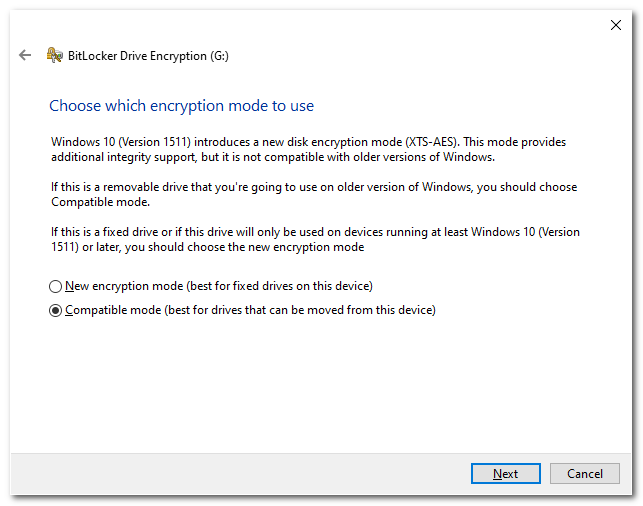 BitLocker Drive Encryption (G:)
Choose which encryption mode to use
Windows 10 (Version 1511) introduces a new disk encryption mode (XTS-AES). This mode provides
additional integrity support, but it is not compatible with older versions of Windows.
If this is a removable drive that you're going to use on older version of Windows, you should choose
Compatible mode.
If this is a fixed drive or if this drive will only be used on devices running at least Windows 10 (Version
1511) or later, you should choose the new encryption mode
New encryption mode (best for fixed drives on this device)
Compatible mode (best for drives that can be moved from this device)
Next
Cancel